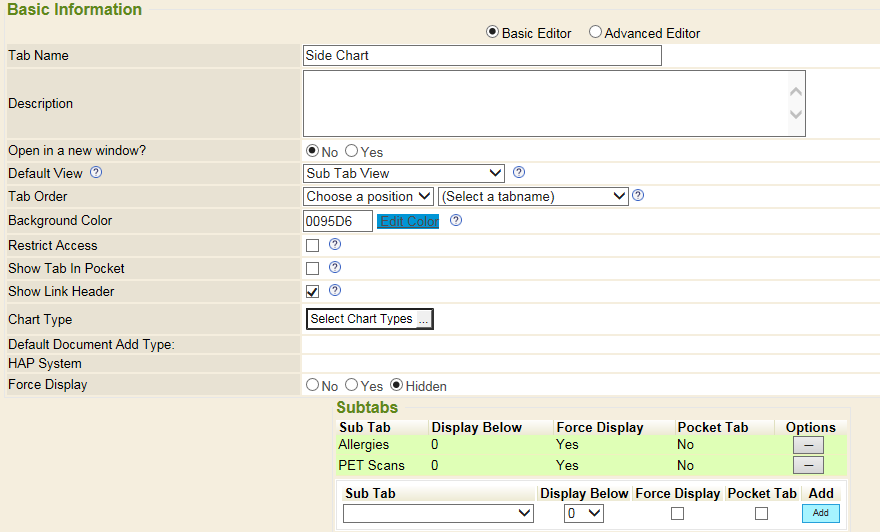 Basic Information
Basic Editor Advanced Editor
Tab Name Side Chart
Description
Open in a new window? No Yes
Default View ? Sub Tab View ?
Tab Order Choose a position (Select a tabname) ?
Background Color 0095D6 Edit Color ?
Restrict Access ?
Show Tab In Pocket ?
Show Link Header ?
Chart Type Select Chart Types ...
Default Document Add Type:
HAP System
Force Display No Yes Hidden
Subtabs
Sub Tab Display Below Force Display Pocket Tab Options
Allergies 0 Yes No –
PET Scans 0 Yes No –
Sub Tab Display Below Force Display Pocket Tab Add
0 Add